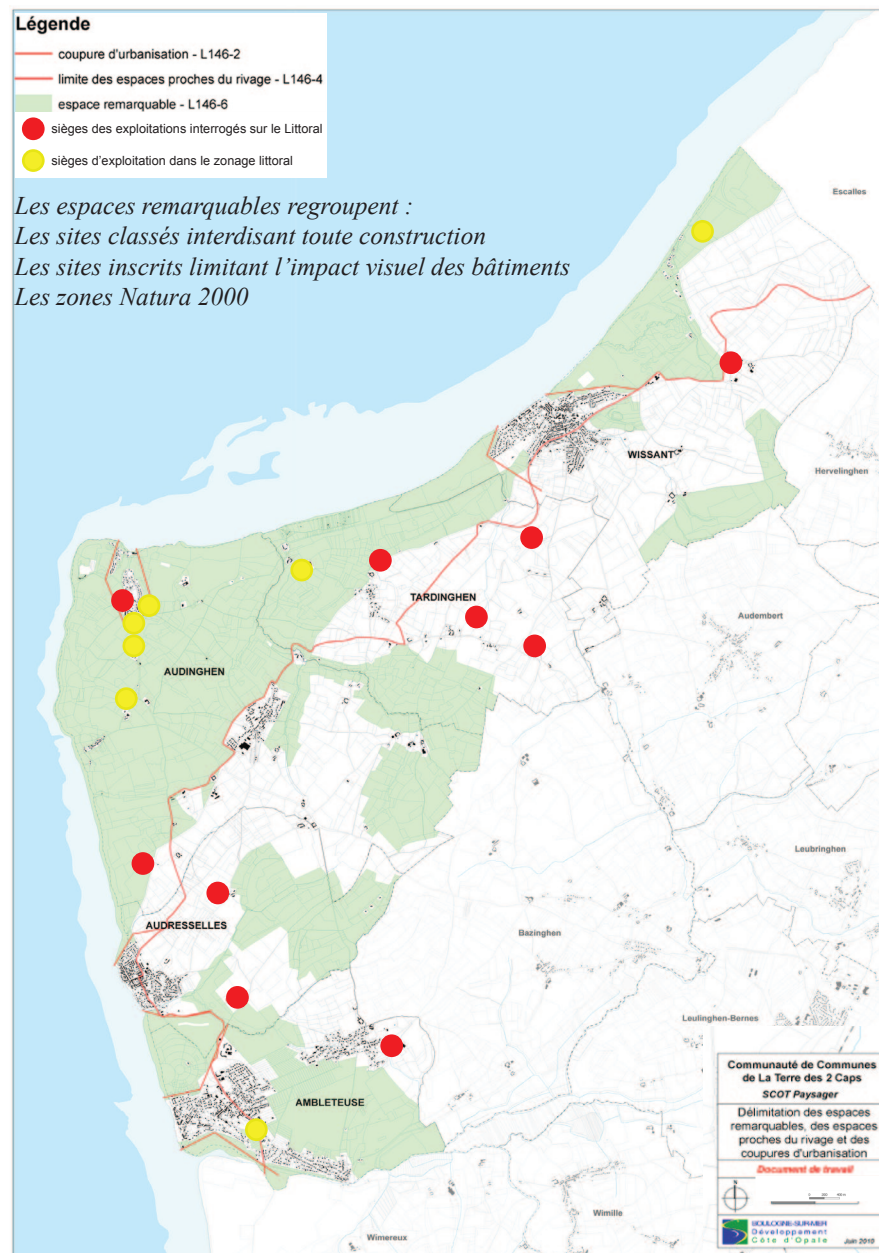 Légende
coupure d'urbanisation - L146-2
limite des espaces proches du rivage - L146-4
espace remarquable - L146-6
sièges des exploitations interrogés sur le Littoral
sièges d'exploitation dans le zonage littoral
Les espaces remarquables regroupent :
Les sites classés interdisant toute construction
Les sites inscrits limitant l'impact visuel des bâtiments
Les zones Natura 2000
Escalles
WISSANT
Hervelinghen
TARDINGHEN
Audembert
AUDINGHEN
Leubringhen
AUDRESSELLES
Bazinghen
Leulinghen-Bernes
AMBLETEUSE
Wimille
Wimereux
Communauté de Communes
de La Terre des 2 Caps
SCOT Paysager
Délimitation des espaces
remarquables, des espaces
proches du rivage et des
coupures d'urbanisation
Document de travail
BOULOGNE-SUR-MER
Développement
Côte d'Opale
Juin 2010